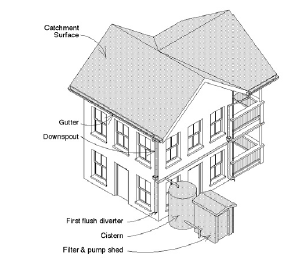 Catchment
Surface
Gutter
Downspout
First flush diverter
Cistern
Filter & pump shed